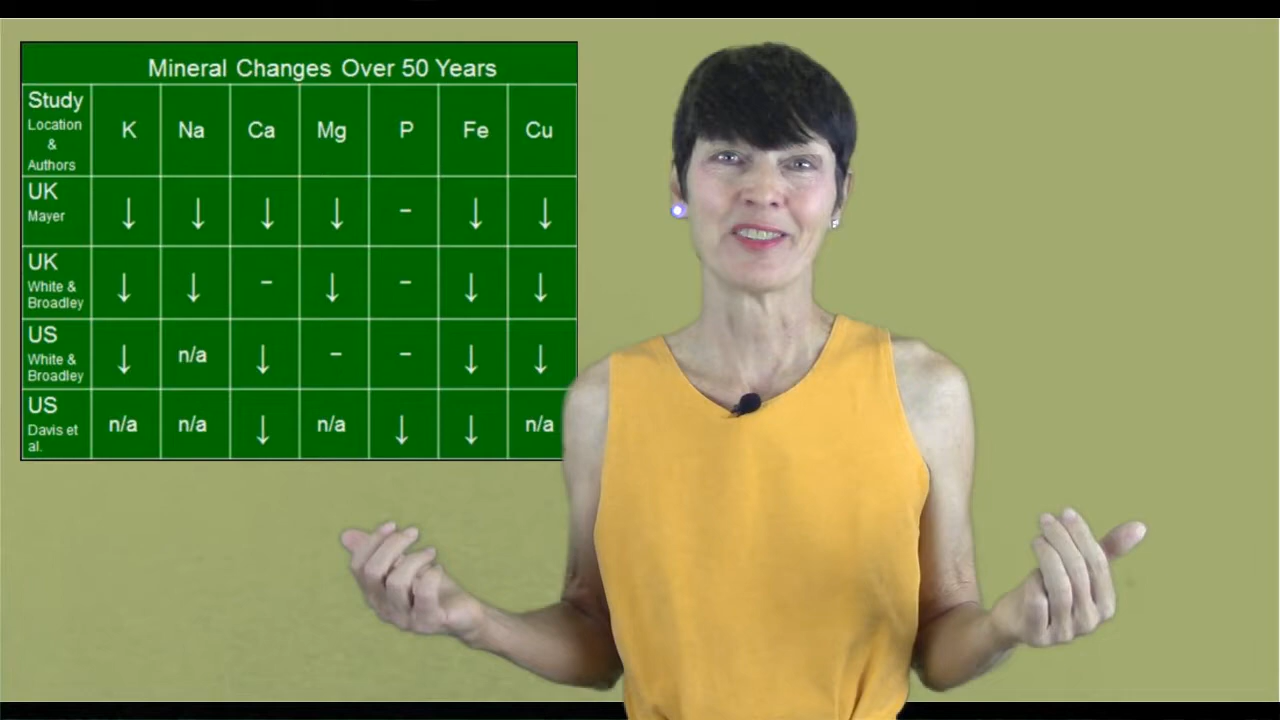 Mineral Changes Over 50 Years
Study
Location
&
Authors
K Na Ca Mg P Fe Cu
UK
Mayer
↓ ↓ ↓ ↓ – ↓ ↓
UK
White &
Broadley
↓ ↓ – ↓ – ↓ ↓
US
White &
Broadley
↓ n/a ↓ – – ↓ ↓
US
Davis et
al.
n/a n/a ↓ n/a ↓ ↓ n/a